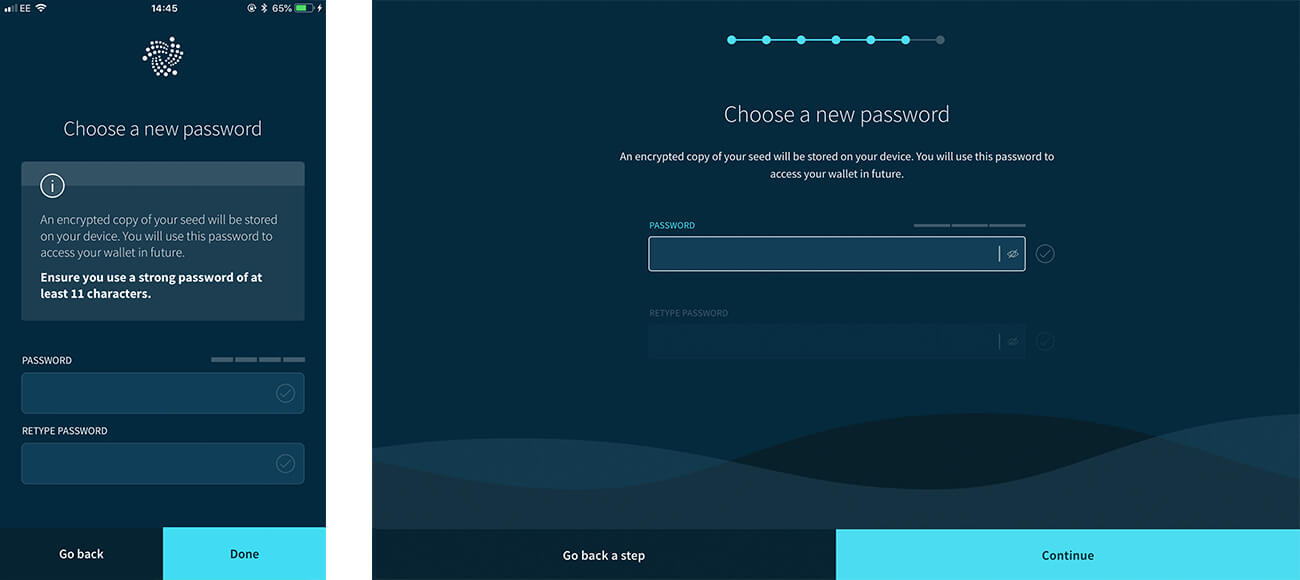 EE 14:45 65%
Choose a new password
An encrypted copy of your seed will be stored
on your device. You will use this password to
access your wallet in future.
Ensure you use a strong password of at
least 11 characters.
PASSWORD
RETYPE PASSWORD
Go back Done
Choose a new password
An encrypted copy of your seed will be stored on your device. You will use this password to
access your wallet in future.
PASSWORD
RETYPE PASSWORD
Go back a step Continue